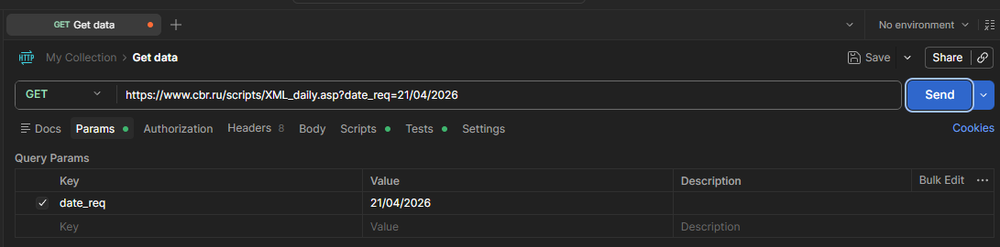 GET Get data
No environment
HTTP My Collection > Get data Save Share
GET https://www.cbr.ru/scripts/XML_daily.asp?date_req=21/04/2026 Send
Docs Params Authorization Headers 8 Body Scripts Tests Settings Cookies
Query Params
Key Value Description Bulk Edit
date_req 21/04/2026
Key Value Description